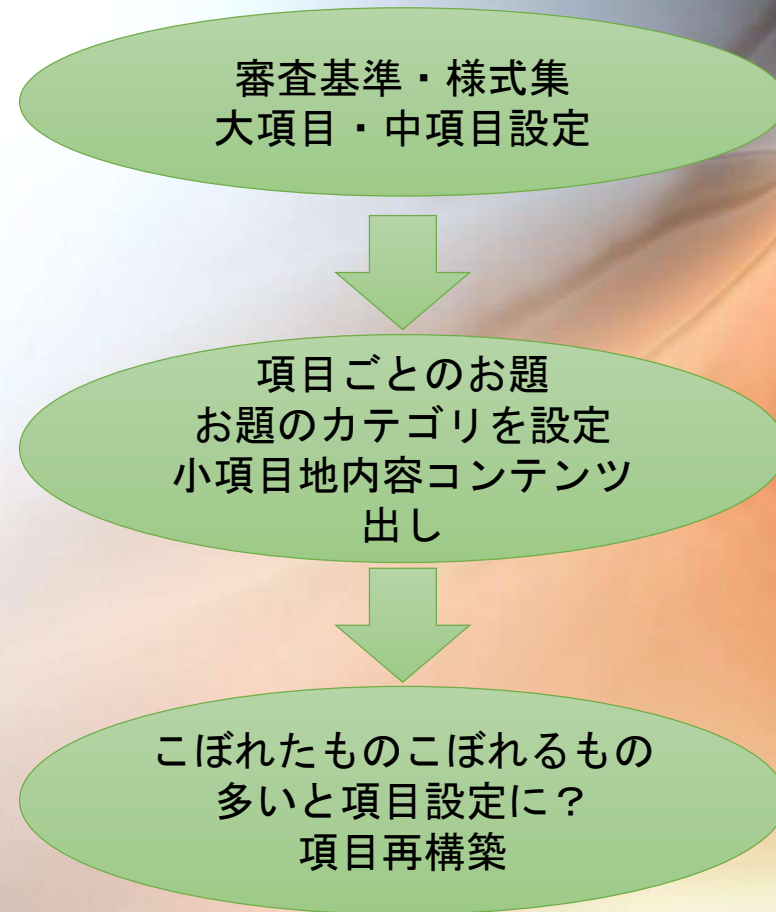 審査基準・様式集
大項目・中項目設定
項目ごとのお題
お題のカテゴリを設定
小項目地内容コンテンツ
出し
こぼれたものこぼれるもの
多いと項目設定に？
項目再構築